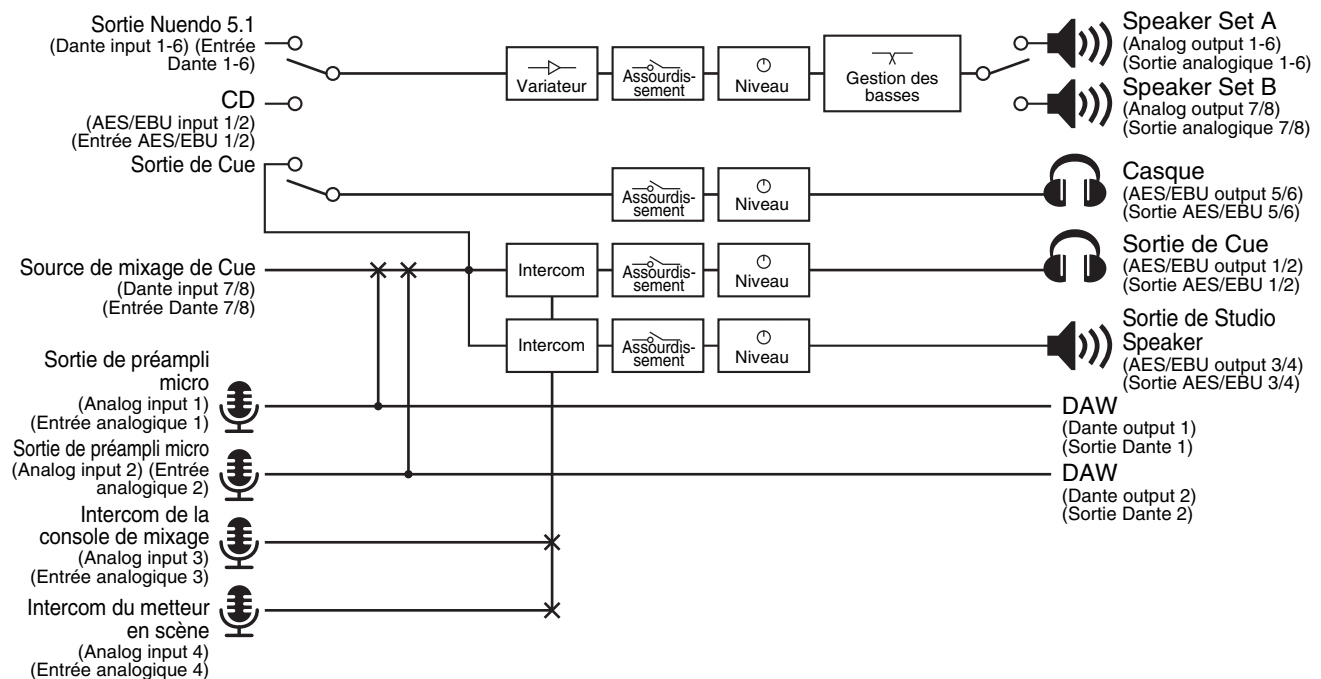 Sortie Nuendo 5.1
(Dante input 1-6) (Entrée
Dante 1-6)
CD
(AES/EBU input 1/2)
(Entrée AES/EBU 1/2)
Variateur
Assourdis-
sement
Niveau
Gestion des
basses
Speaker Set A
(Analog output 1-6)
(Sortie analogique 1-6)
Speaker Set B
(Analog output 7/8)
(Sortie analogique 7/8)
Sortie de Cue
Assourdis-
sement
Niveau
Casque
(AES/EBU output 5/6)
(Sortie AES/EBU 5/6)
Source de mixage de Cue
(Dante input 7/8)
(Entrée Dante 7/8)
Intercom
Assourdis-
sement
Niveau
Sortie de Cue
(AES/EBU output 1/2)
(Sortie AES/EBU 1/2)
Intercom
Assourdis-
sement
Niveau
Sortie de Studio
Speaker
(AES/EBU output 3/4)
(Sortie AES/EBU 3/4)
Sortie de préampli
micro
(Analog input 1)
(Entrée analogique 1)
DAW
(Dante output 1)
(Sortie Dante 1)
Sortie de préampli micro
(Analog input 2) (Entrée
analogique 2)
DAW
(Dante output 2)
(Sortie Dante 2)
Intercom de la
console de mixage
(Analog input 3)
(Entrée analogique 3)
Intercom du metteur
en scène
(Analog input 4)
(Entrée analogique 4)